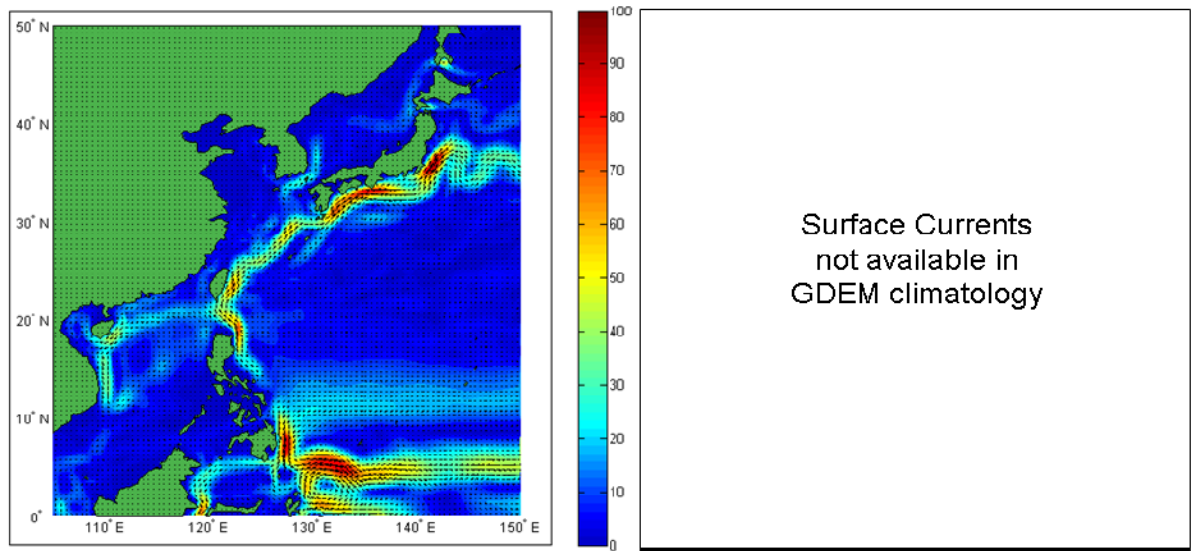 50° N
40° N
30° N
20° N
10° N
0°
110° E
120° E
130° E
140° E
150° E
100
90
80
70
60
50
40
30
20
10
0
Surface Currents
not available in
GDEM climatology